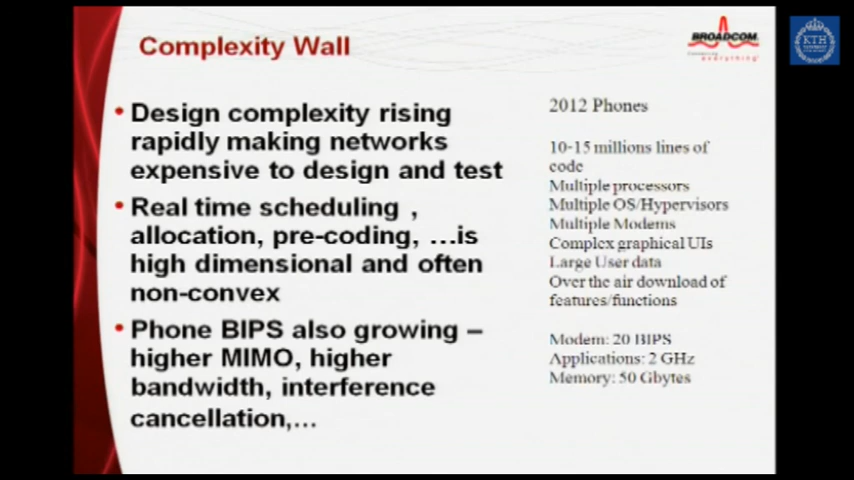 Complexity Wall
BROADCOM
everything
KTH
• Design complexity rising
rapidly making networks
expensive to design and test
• Real time scheduling ,
allocation, pre-coding, …is
high dimensional and often
non-convex
• Phone BIPS also growing –
higher MIMO, higher
bandwidth, interference
cancellation,…
2012 Phones
10-15 millions lines of
code
Multiple processors
Multiple OS/Hypervisors
Multiple Modems
Complex graphical UIs
Large User data
Over the air download of
features/functions
Modem: 20 BIPS
Applications: 2 GHz
Memory: 50 Gbytes